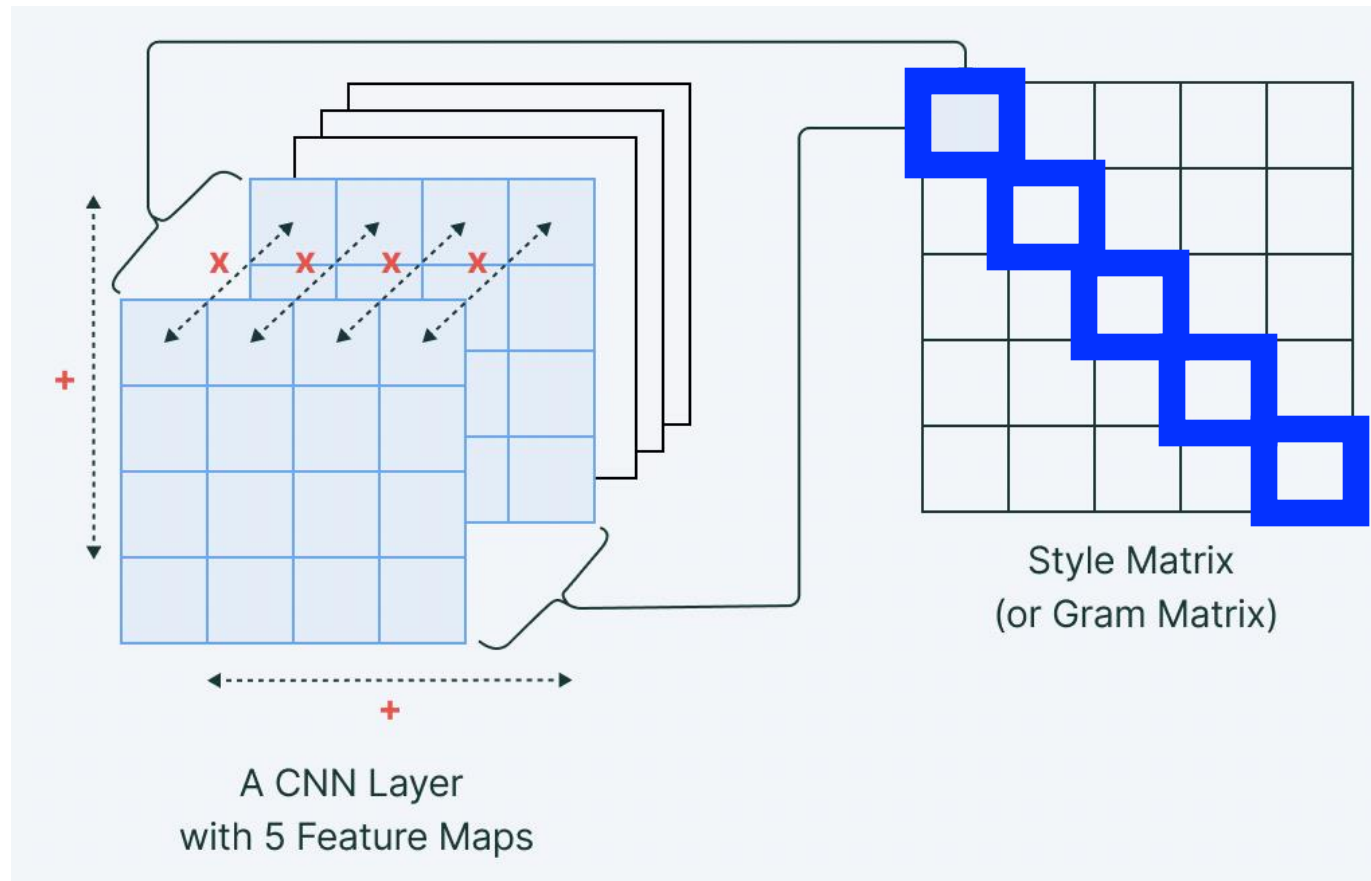 X X X X
+
+
Style Matrix
(or Gram Matrix)
A CNN Layer
with 5 Feature Maps